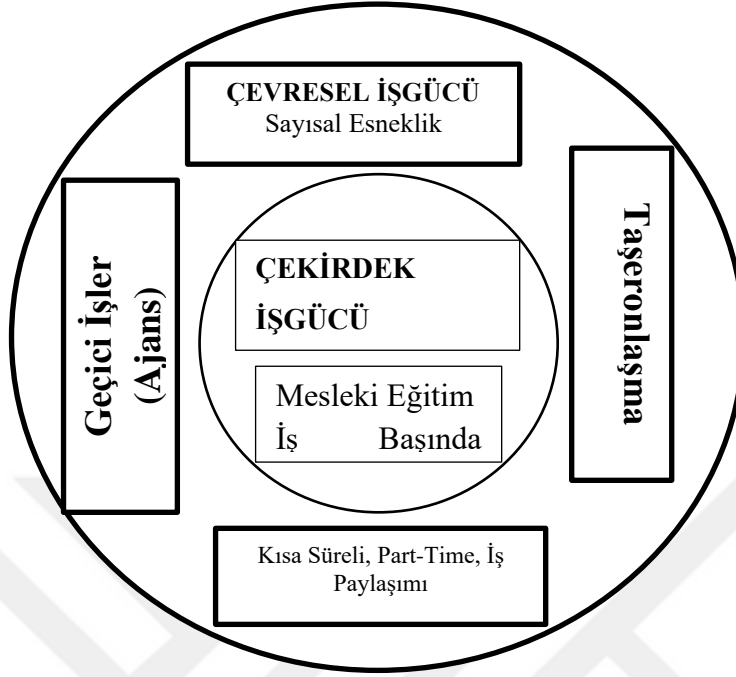 ÇEVRESEL İŞGÜCÜ
Sayısal Esneklik
Geçici İşler
(Ajans)
ÇEKİRDEK
İŞGÜCÜ
Mesleki Eğitim
İş Başında
Taşeronlaşma
Kısa Süreli, Part-Time, İş
Paylaşımı